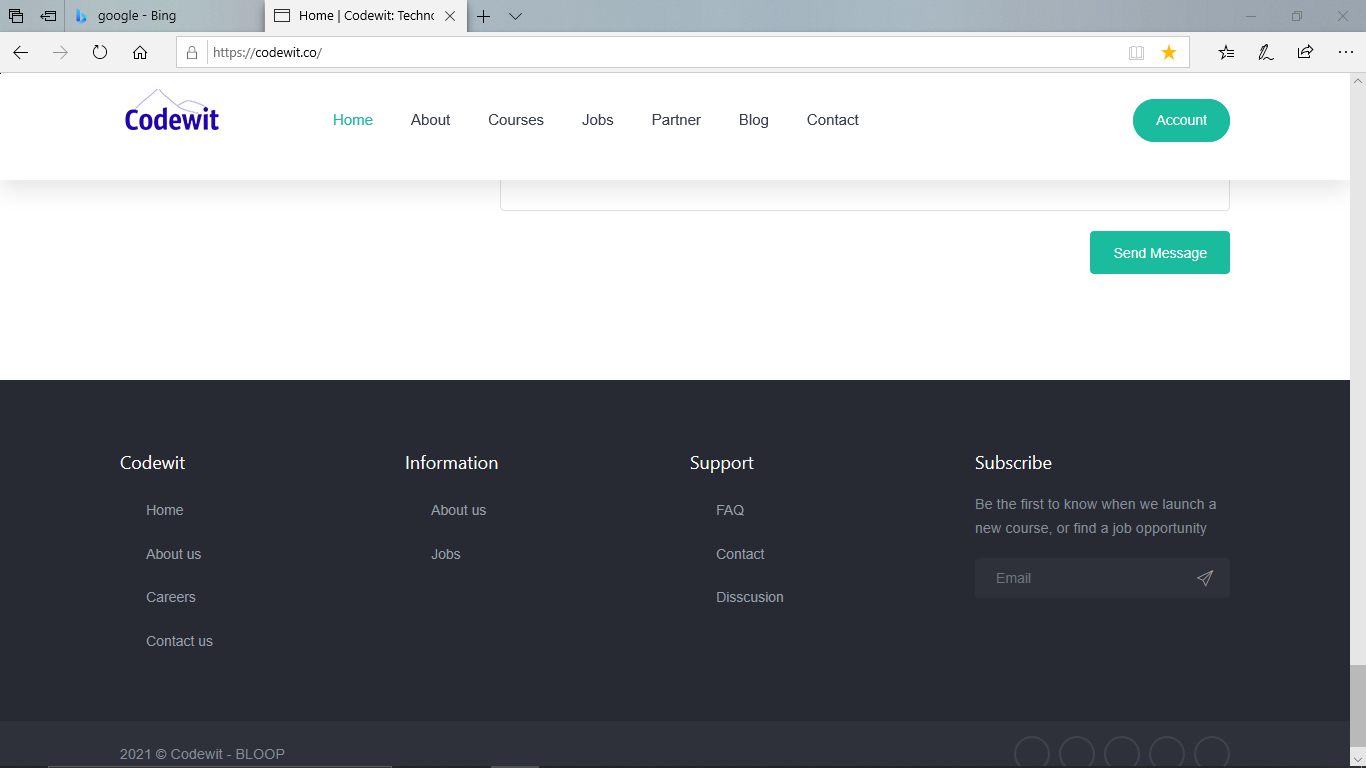 google - Bing
Home | Codewit: Techno
https://codewit.co/
Codewit
Home About Courses Jobs Partner Blog Contact Account
Send Message
Codewit
Home
About us
Careers
Contact us
Information
About us
Jobs
Support
FAQ
Contact
Disscusion
Subscribe
Be the first to know when we launch a
new course, or find a job opportunity
Email
2021 © Codewit - BLOOP